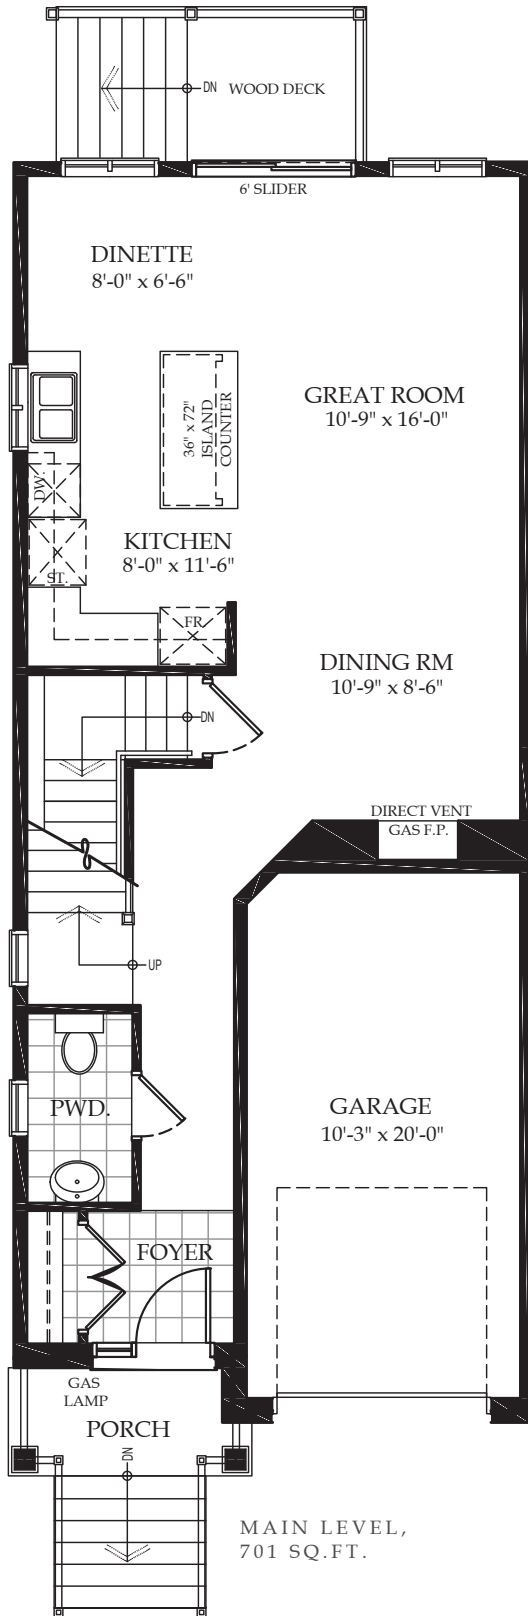 DN
WOOD DECK
6' SLIDER
DINETTE
8'-0" x 6'-6"
GREAT ROOM
10'-9" x 16'-0"
36" x 72"
ISLAND
COUNTER
DW.
KITCHEN
8'-0" x 11'-6"
ST.
FR.
DINING RM
10'-9" x 8'-6"
DN
DIRECT VENT
GAS F.P.
UP
PWD.
GARAGE
10'-3" x 20'-0"
FOYER
GAS
LAMP
PORCH
DN
MAIN LEVEL,
701 SQ.FT.